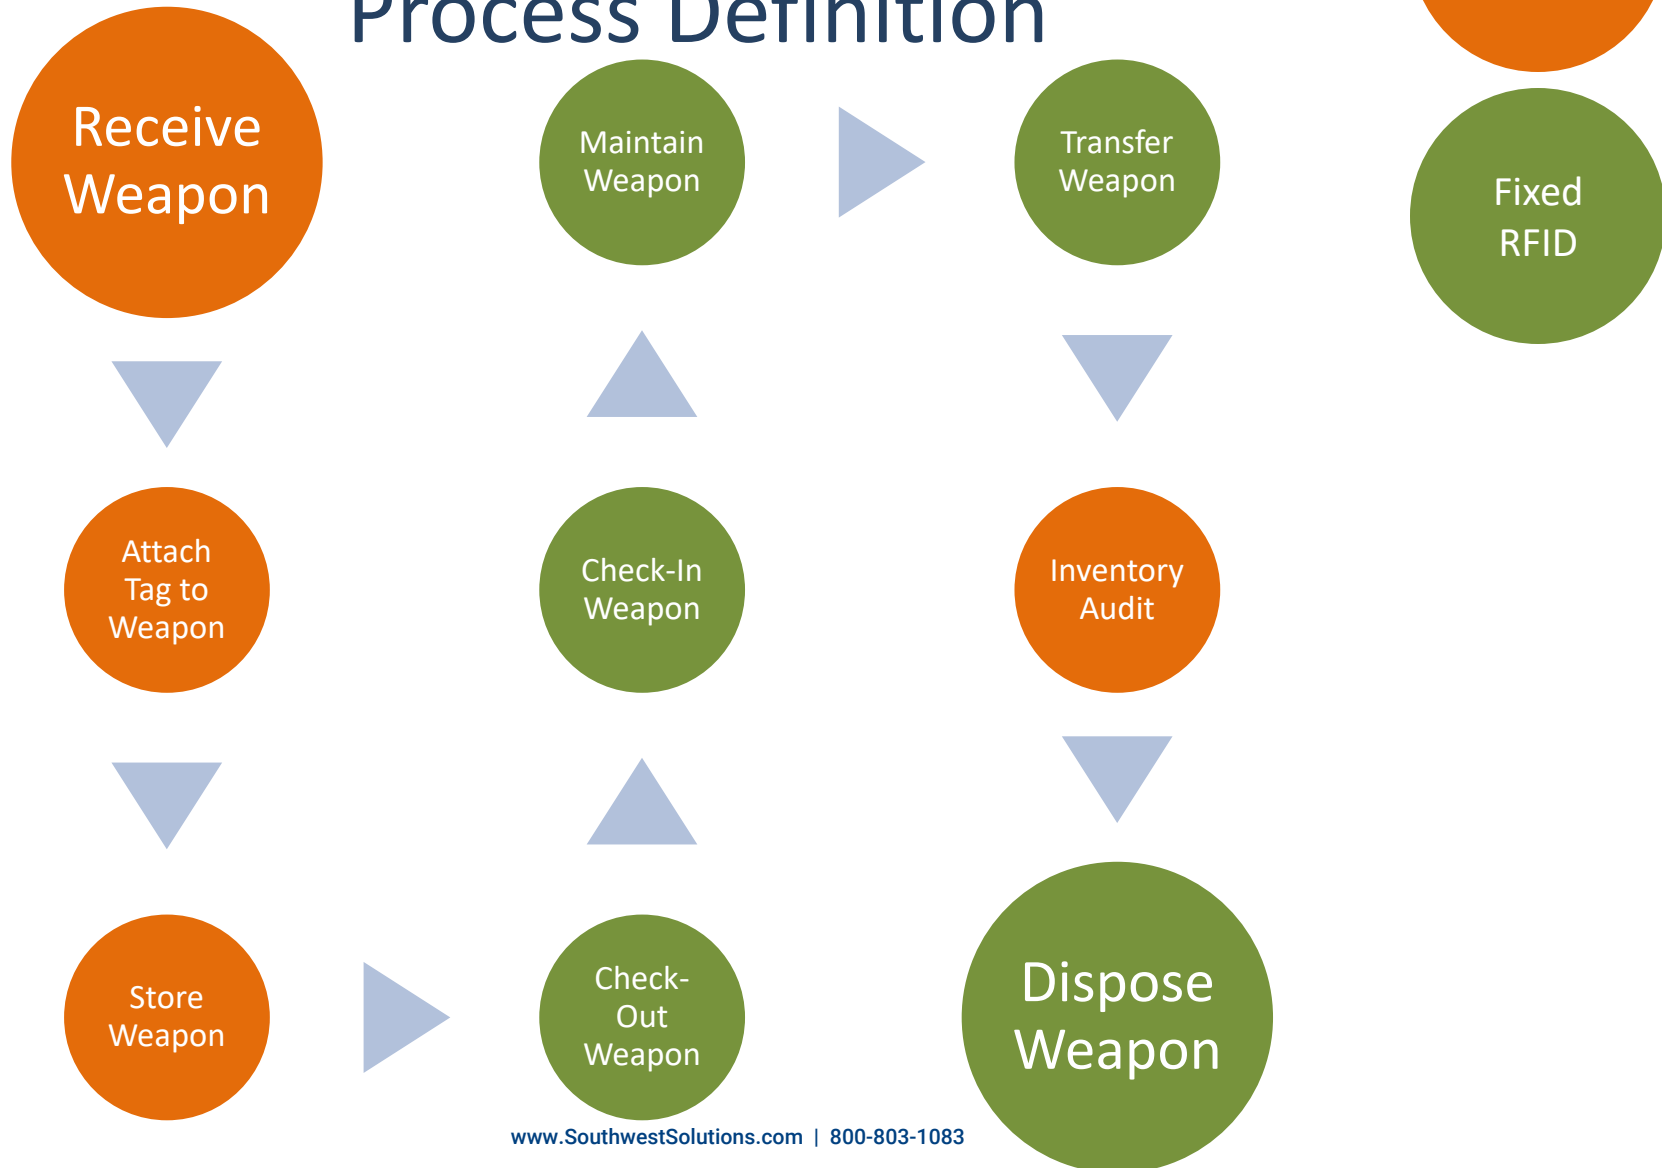 Process Definition
Receive
Weapon
Attach
Tag to
Weapon
Store
Weapon
Check-
Out
Weapon
Check-In
Weapon
Maintain
Weapon
Transfer
Weapon
Inventory
Audit
Dispose
Weapon
Fixed
RFID
www.SouthwestSolutions.com | 800-803-1083